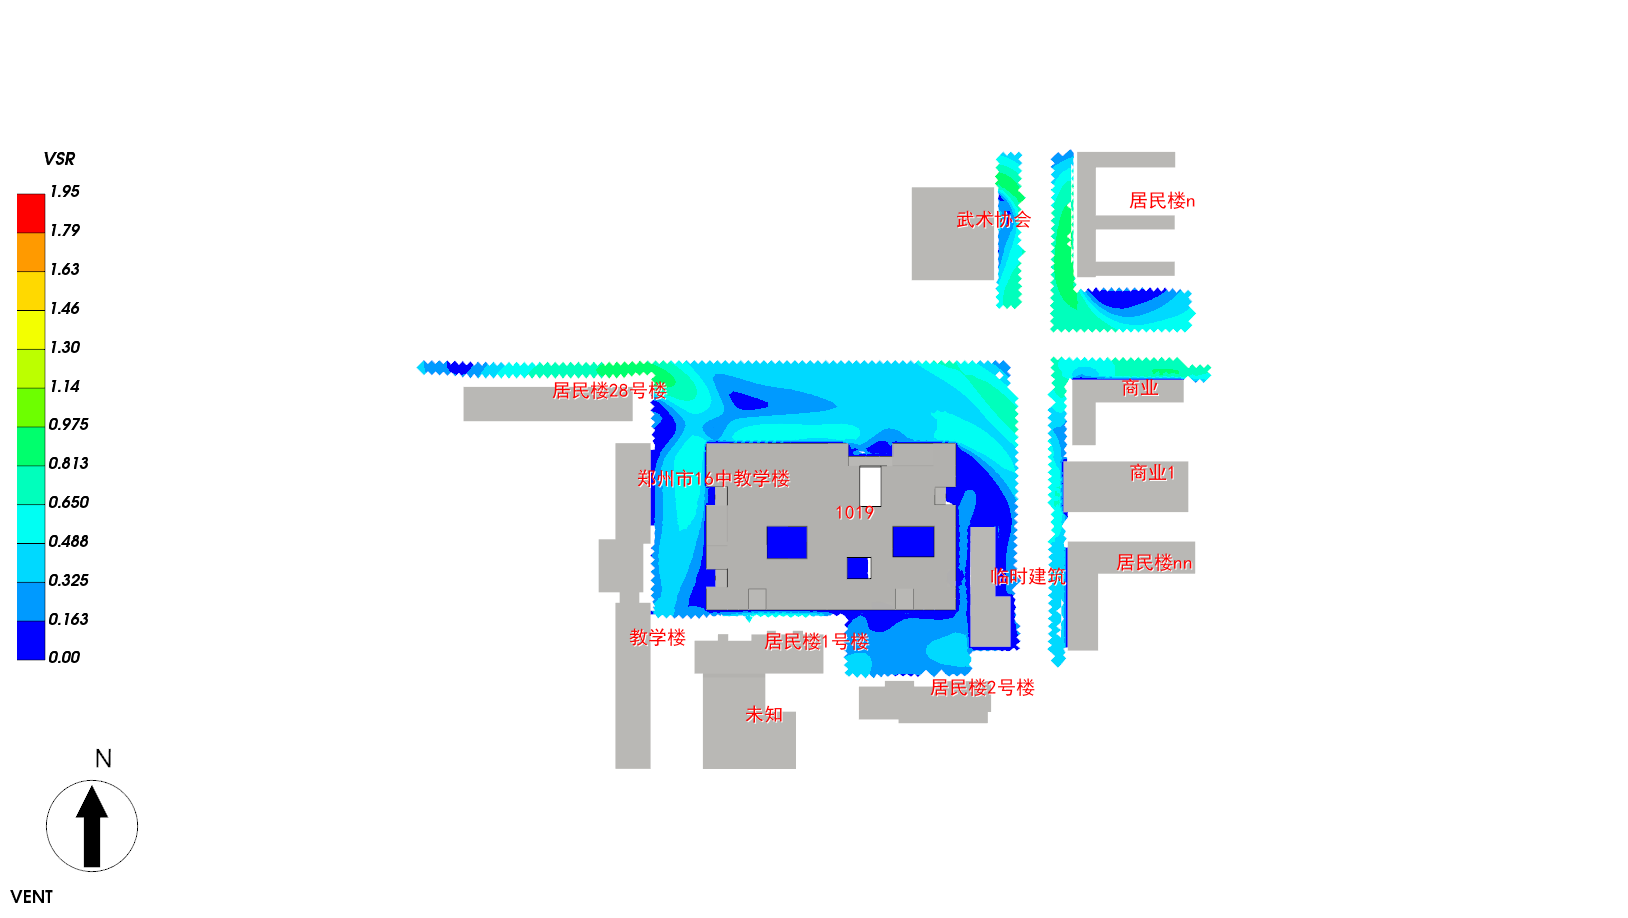 VSR
1.95
1.79
1.63
1.46
1.30
1.14
0.975
0.813
0.650
0.488
0.325
0.163
0.00
居民楼n
武术协会
居民楼28号楼
商业
郑州市16中教学楼
商业1
1019
居民楼nn
临时建筑
教学楼
居民楼1号楼
居民楼2号楼
未知
N
VENT